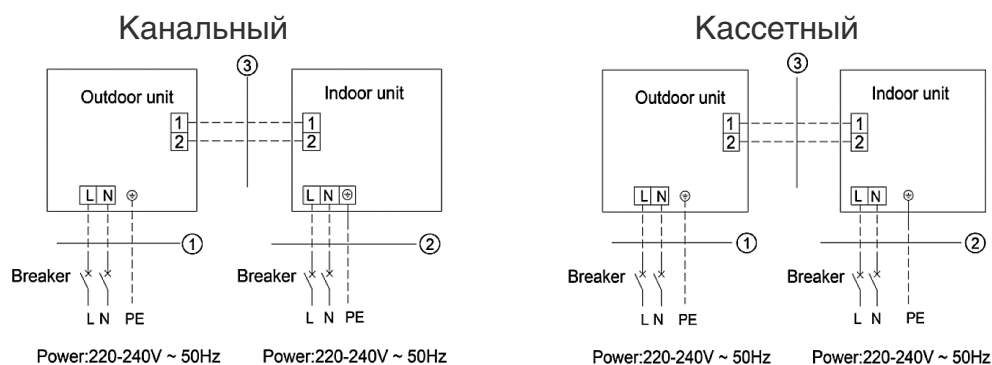 Канальный
③
Outdoor unit
Indoor unit
1
2
1
2
L N
L N
①
②
Breaker
Breaker
L N PE
L N PE
Power:220-240V ~ 50Hz
Power:220-240V ~ 50Hz
Кассетный
③
Outdoor unit
Indoor unit
1
2
1
2
L N
L N
①
②
Breaker
Breaker
L N PE
L N PE
Power:220-240V ~ 50Hz
Power:220-240V ~ 50Hz